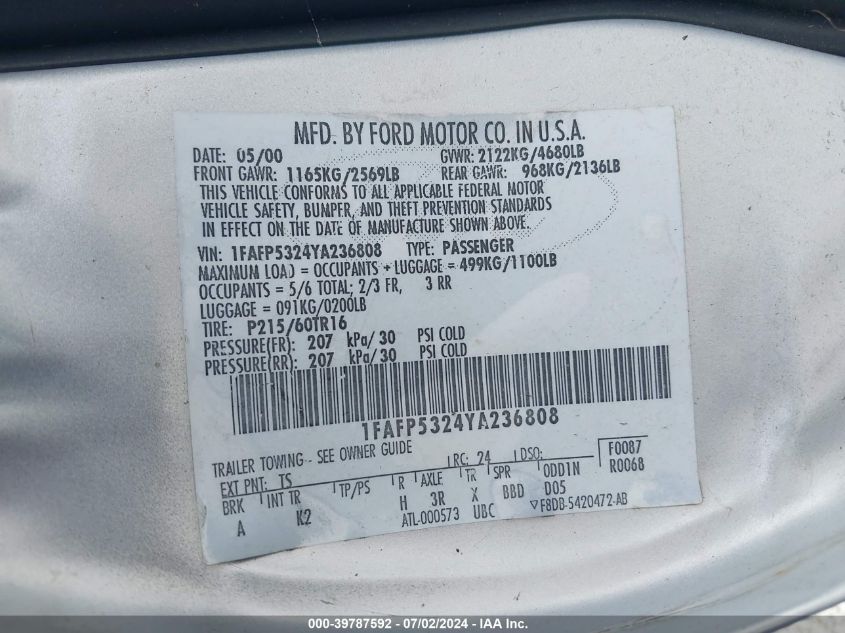 MFD. BY FORD MOTOR CO. IN U.S.A.
DATE: 05/00 GVWR: 2122KG/4680LB
FRONT GAWR: 1165KG/2569LB REAR GAWR: 968KG/2136LB
THIS VEHICLE CONFORMS TO ALL APPLICABLE FEDERAL MOTOR
VEHICLE SAFETY, BUMPER, AND THEFT PREVENTION STANDARDS
IN EFFECT ON THE DATE OF MANUFACTURE SHOWN ABOVE.
VIN: 1FAFP5324YA236808 TYPE: PASSENGER
MAXIMUM LOAD = OCCUPANTS + LUGGAGE = 499KG/1100LB
OCCUPANTS = 5/6 TOTAL; 2/3 FR, 3 RR
LUGGAGE = 091KG/0200LB
TIRE: P215/60TR16
PRESSURE(FR): 207 kPa/30 PSI COLD
PRESSURE(RR): 207 kPa/30 PSI COLD
1FAFP5324YA236808
TRAILER TOWING - SEE OWNER GUIDE
EXT PNT: TS RC: 24 DSO: F0087
BRK INT TR TP/PS R AXLE TR SPR ODD1N R0068
A K2 H 3R X BBD D05
ATL-000573 UBC ▽F8DB-5420472-AB
000-39787592 - 07/02/2024 - IAA Inc.